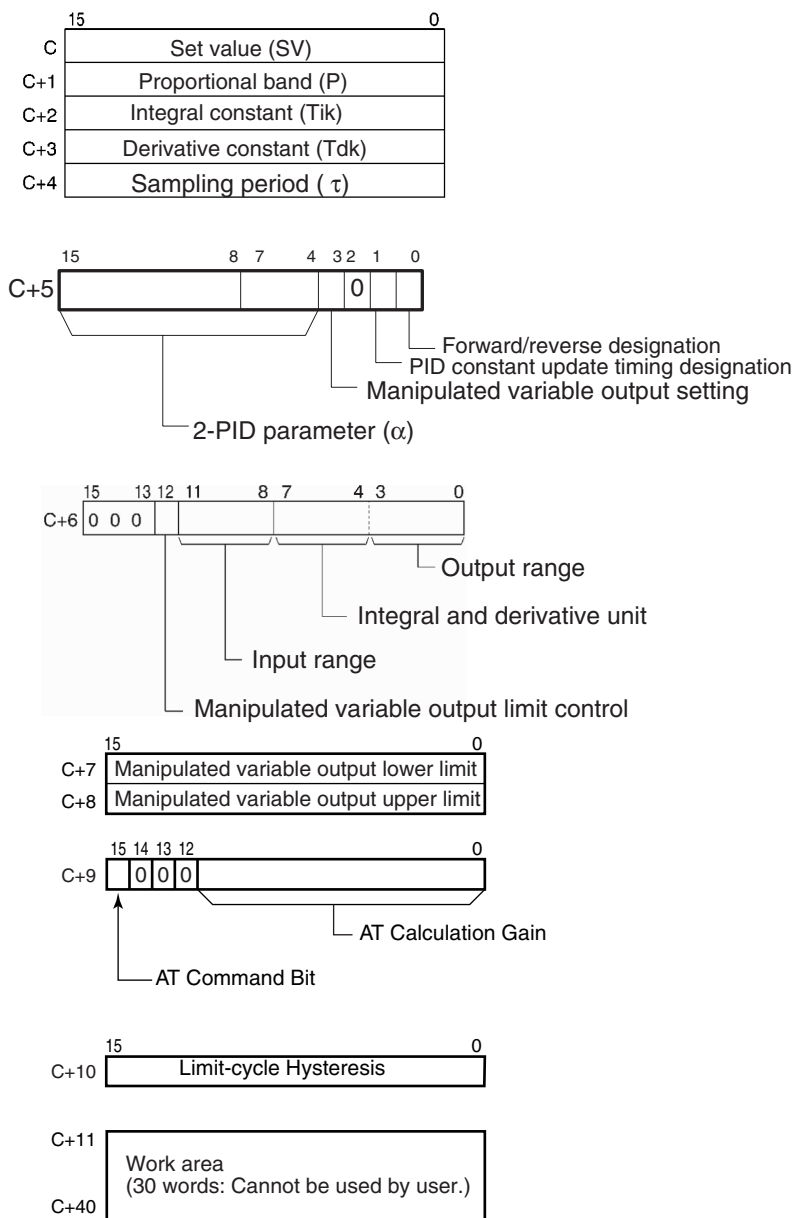 15 0
C Set value (SV)
C+1 Proportional band (P)
C+2 Integral constant (Tik)
C+3 Derivative constant (Tdk)
C+4 Sampling period ( τ)
15 8 7 4 3 2 1 0
C+5 0
Forward/reverse designation
PID constant update timing designation
Manipulated variable output setting
2-PID parameter (α)
15 13 12 11 8 7 4 3 0
C+6 0 0 0
Output range
Integral and derivative unit
Input range
Manipulated variable output limit control
15 0
C+7 Manipulated variable output lower limit
C+8 Manipulated variable output upper limit
15 14 13 12 0
C+9 0 0 0
AT Calculation Gain
AT Command Bit
15 0
C+10 Limit-cycle Hysteresis
C+11
Work area
(30 words: Cannot be used by user.)
C+40